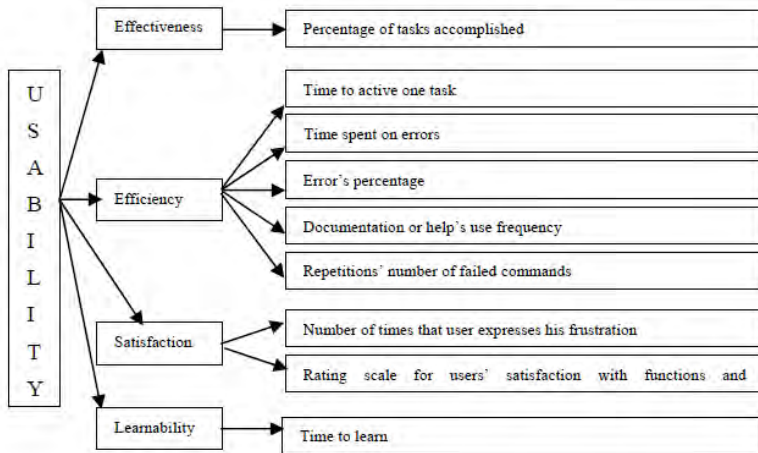 USABILITY
Effectiveness
Percentage of tasks accomplished
Efficiency
Time to active one task
Time spent on errors
Error's percentage
Documentation or help's use frequency
Repetitions' number of failed commands
Satisfaction
Number of times that user expresses his frustration
Rating scale for users' satisfaction with functions and
Learnability
Time to learn